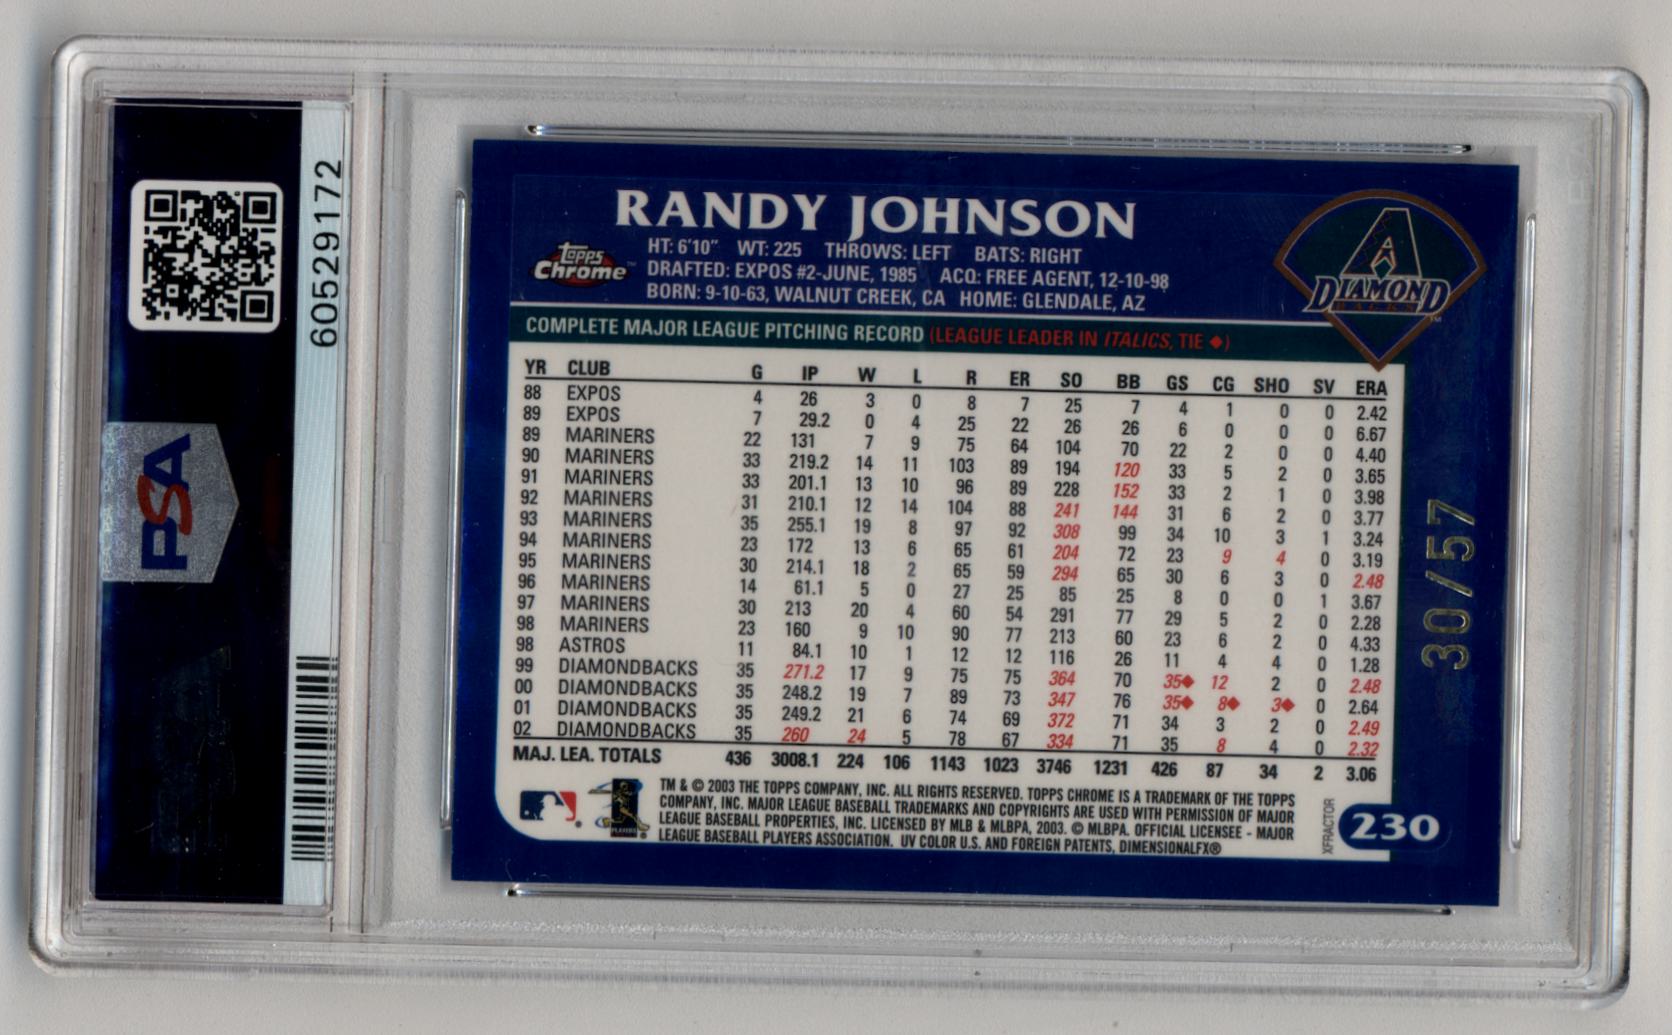 60529172
PSA
RANDY JOHNSON
Topps Chrome™
HT: 6'10" WT: 225 THROWS: LEFT BATS: RIGHT
DRAFTED: EXPOS #2-JUNE, 1985 ACQ: FREE AGENT, 12-10-98
BORN: 9-10-63, WALNUT CREEK, CA HOME: GLENDALE, AZ
A
DIAMOND
BACKS
™
COMPLETE MAJOR LEAGUE PITCHING RECORD (LEAGUE LEADER IN ITALICS, TIE ◆)
YR CLUB G IP W L R ER SO BB GS CG SHO SV ERA
88 EXPOS 4 26 3 0 8 7 25 7 4 1 0 0 2.42
89 EXPOS 7 29.2 0 4 25 22 26 26 6 0 0 0 6.67
89 MARINERS 22 131 7 9 75 64 104 70 22 2 0 0 4.40
90 MARINERS 33 219.2 14 11 103 89 194 120 33 5 2 0 3.65
91 MARINERS 33 201.1 13 10 96 89 228 152 33 2 1 0 3.98
92 MARINERS 31 210.1 12 14 104 88 241 144 31 6 2 0 3.77
93 MARINERS 35 255.1 19 8 97 92 308 99 34 10 3 1 3.24
94 MARINERS 23 172 13 6 65 61 204 72 23 9 4 0 3.19
95 MARINERS 30 214.1 18 2 65 59 294 65 30 6 3 0 2.48
96 MARINERS 14 61.1 5 0 27 25 85 25 8 0 0 1 3.67
97 MARINERS 30 213 20 4 60 54 291 77 29 5 2 0 2.28
98 MARINERS 23 160 9 10 90 77 213 60 23 6 2 0 4.33
98 ASTROS 11 84.1 10 1 12 12 116 26 11 4 4 0 1.28
99 DIAMONDBACKS 35 271.2 17 9 75 75 364 70 35◆ 12 2 0 2.48
00 DIAMONDBACKS 35 248.2 19 7 89 73 347 76 35◆ 8◆ 3◆ 0 2.64
01 DIAMONDBACKS 35 249.2 21 6 74 69 372 71 34 3 2 0 2.49
02 DIAMONDBACKS 35 260 24 5 78 67 334 71 35 8 4 0 2.32
MAJ. LEA. TOTALS 436 3008.1 224 106 1143 1023 3746 1231 426 87 34 2 3.06
TM & © 2003 THE TOPPS COMPANY, INC. ALL RIGHTS RESERVED. TOPPS CHROME IS A TRADEMARK OF THE TOPPS
COMPANY, INC. MAJOR LEAGUE BASEBALL TRADEMARKS AND COPYRIGHTS ARE USED WITH PERMISSION OF MAJOR
LEAGUE BASEBALL PROPERTIES, INC. LICENSED BY MLB & MLBPA, 2003. © MLBPA. OFFICIAL LICENSEE - MAJOR
LEAGUE BASEBALL PLAYERS ASSOCIATION. UV COLOR U.S. AND FOREIGN PATENTS, DIMENSIONALFX®
PLAYERS
XFRACTOR
230
30/57